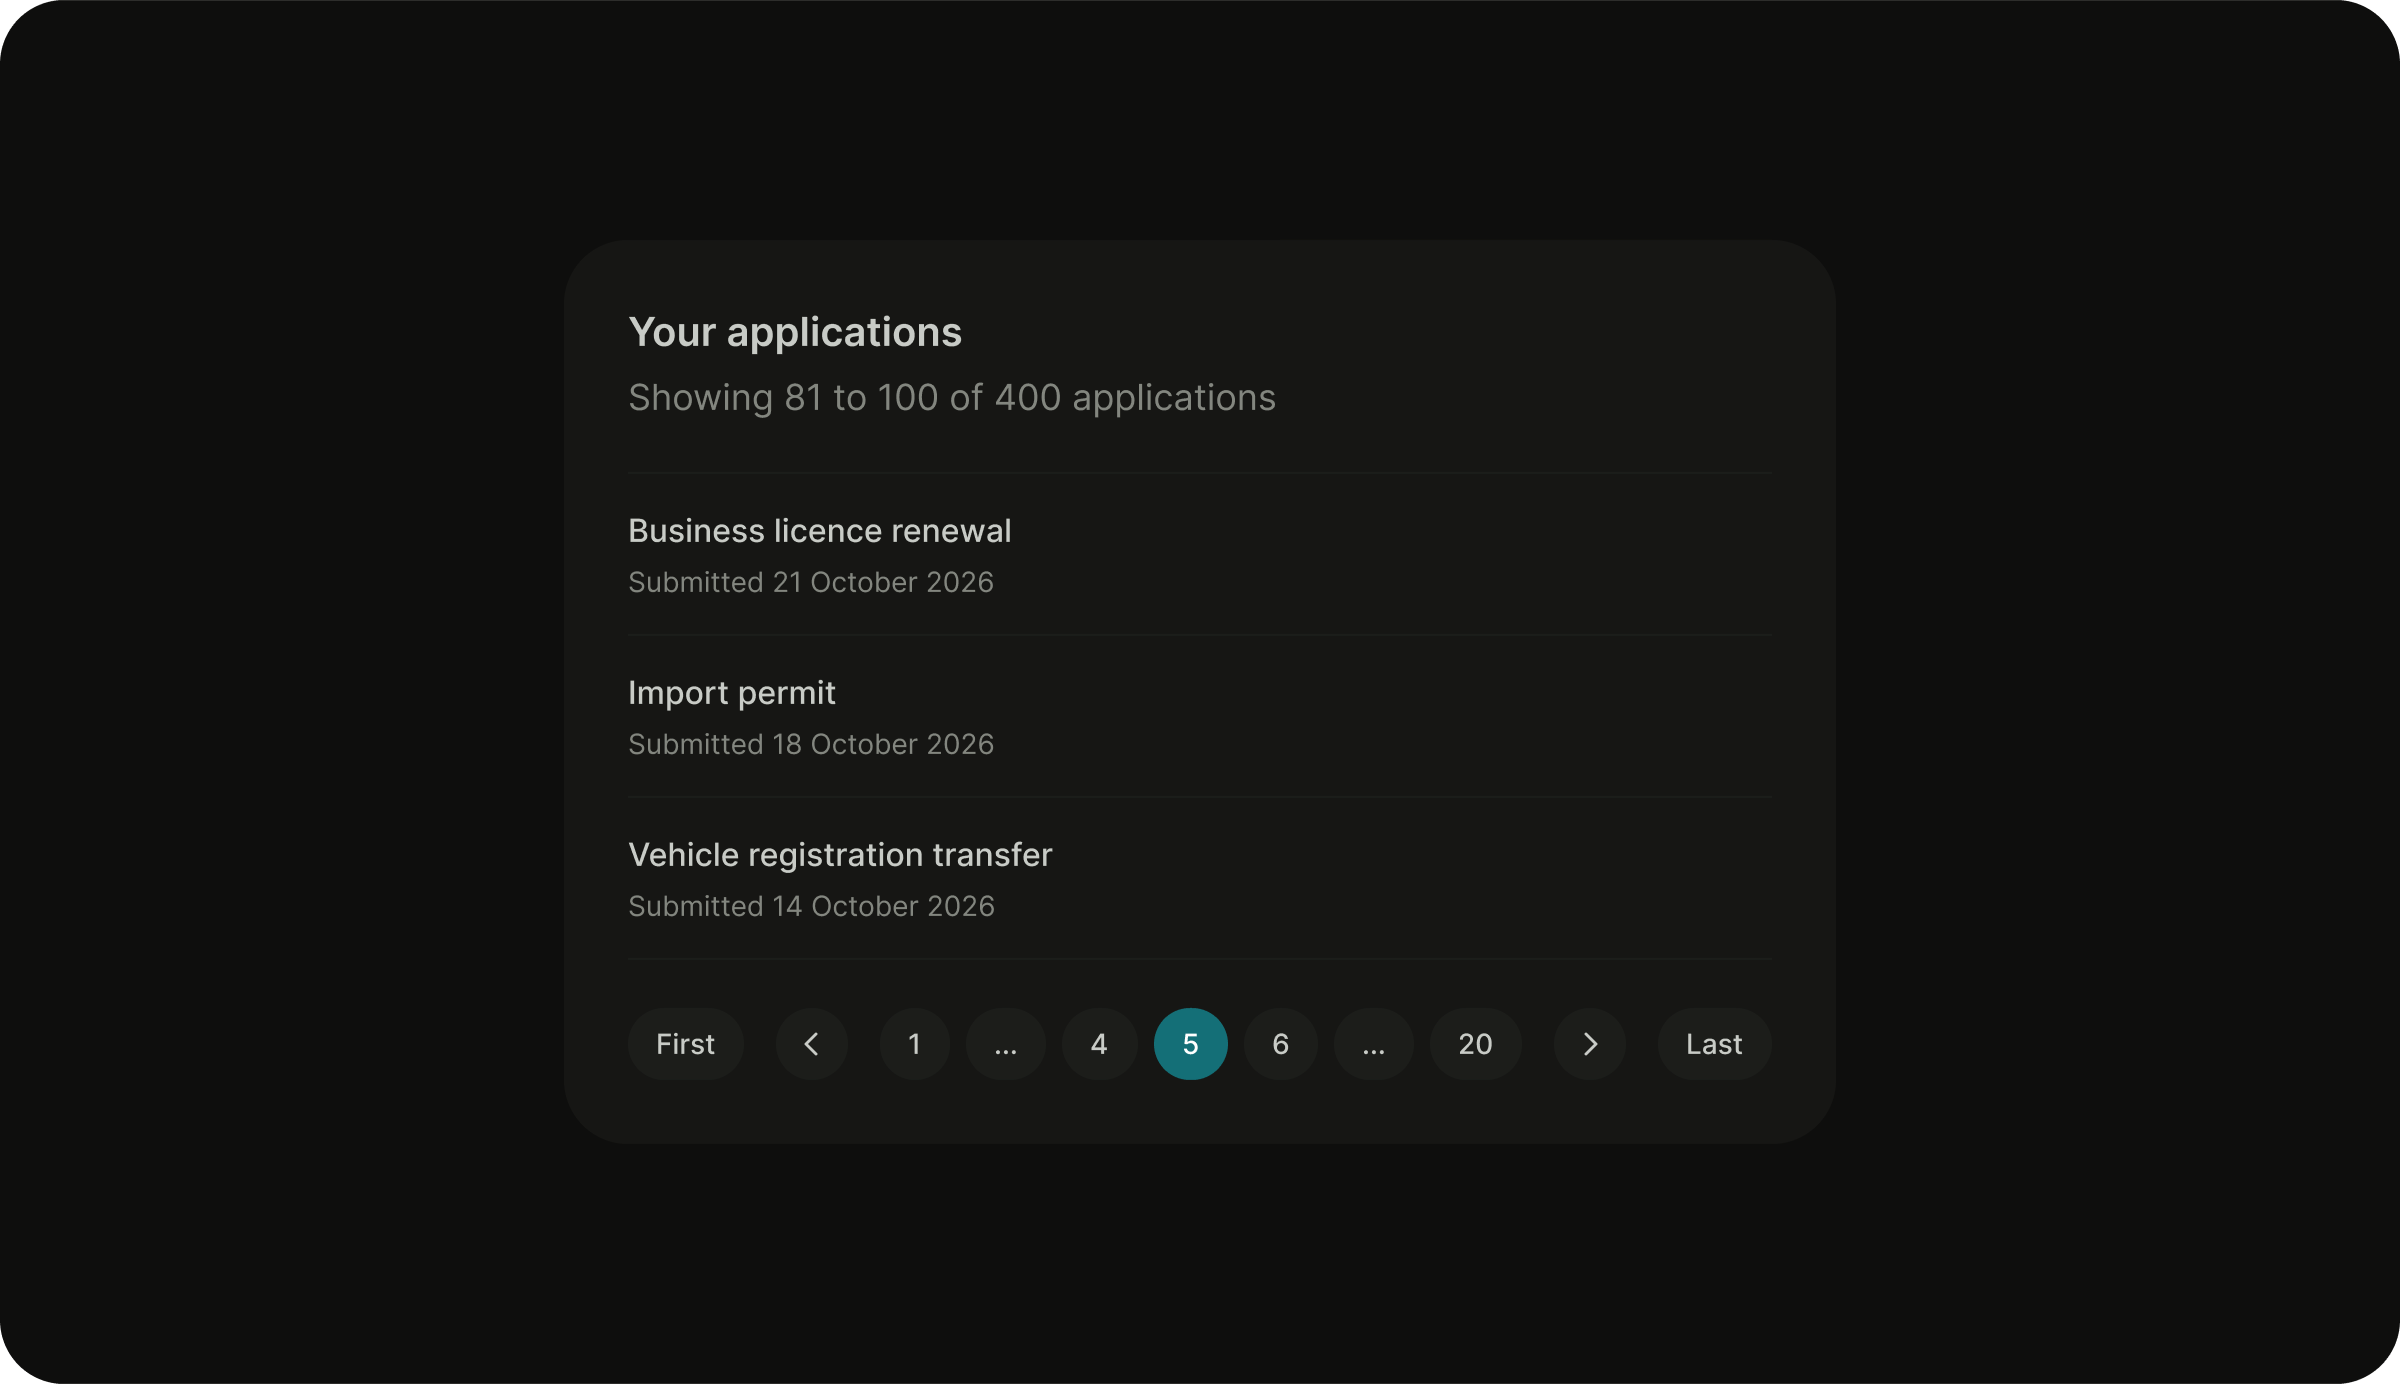 Your applications
Showing 81 to 100 of 400 applications
Business licence renewal
Submitted 21 October 2026
Import permit
Submitted 18 October 2026
Vehicle registration transfer
Submitted 14 October 2026
First 1 ... 4 5 6 ... 20 Last